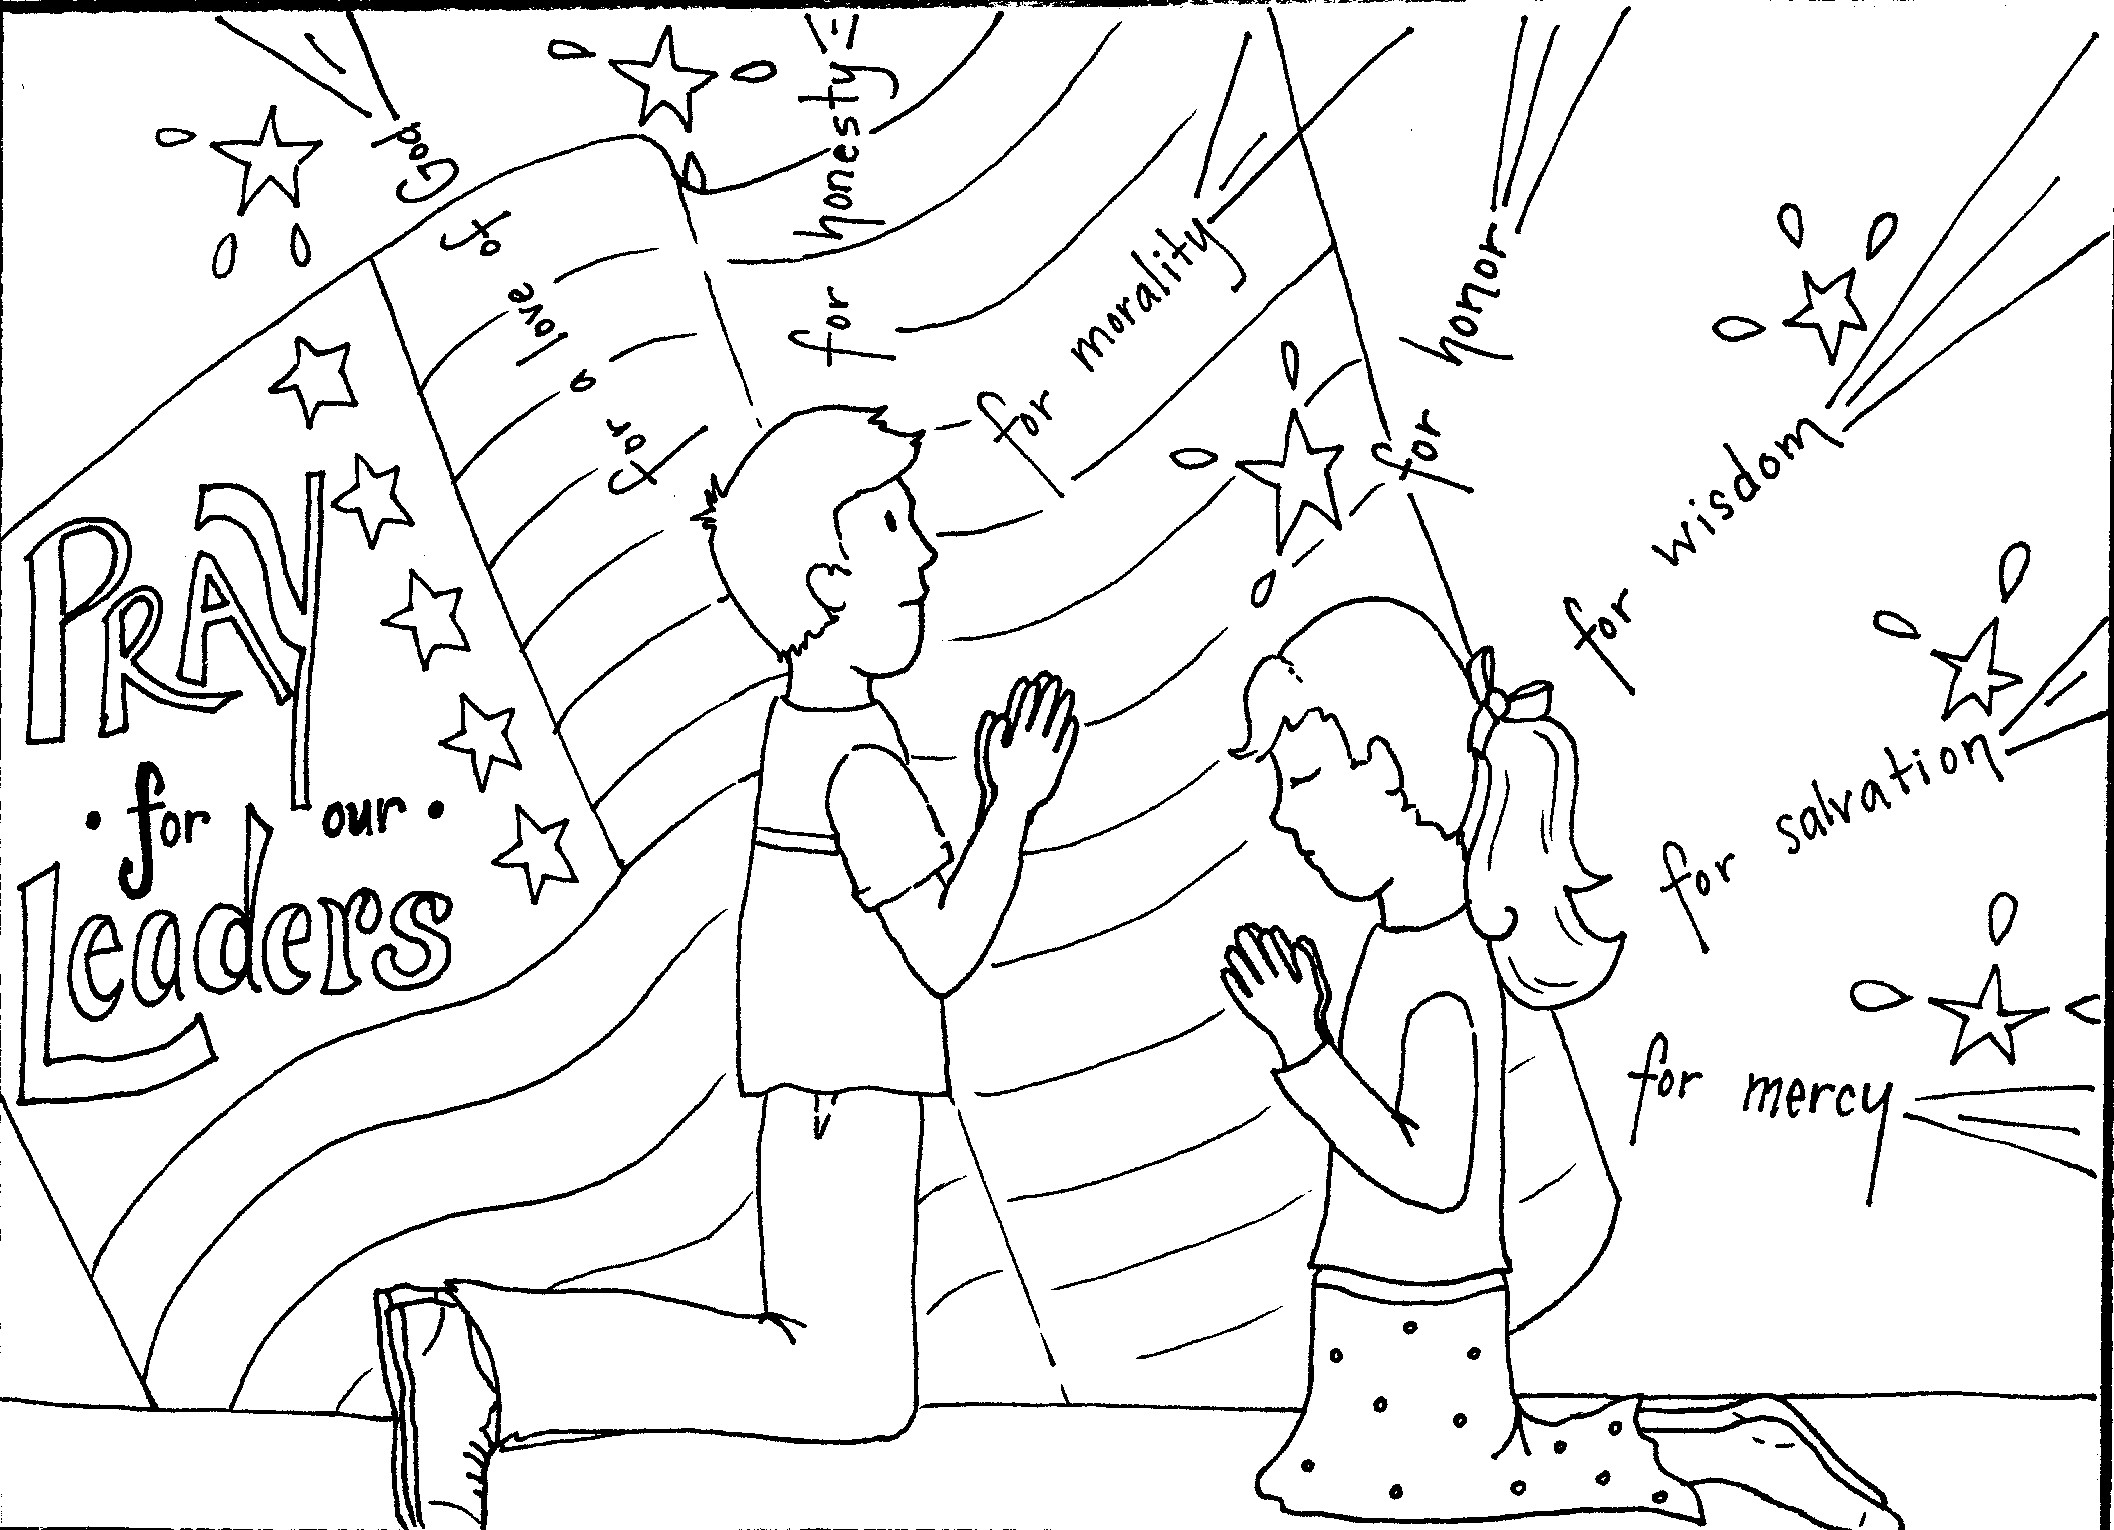 PRAY
• for our •
Leaders
for a love of God
for honesty
for morality
for honor
for wisdom
for salvation
for mercy